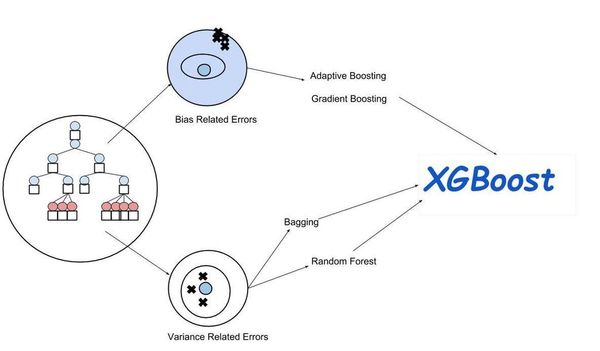 Adaptive Boosting
Gradient Boosting
Bias Related Errors
XGBoost
Bagging
Random Forest
Variance Related Errors